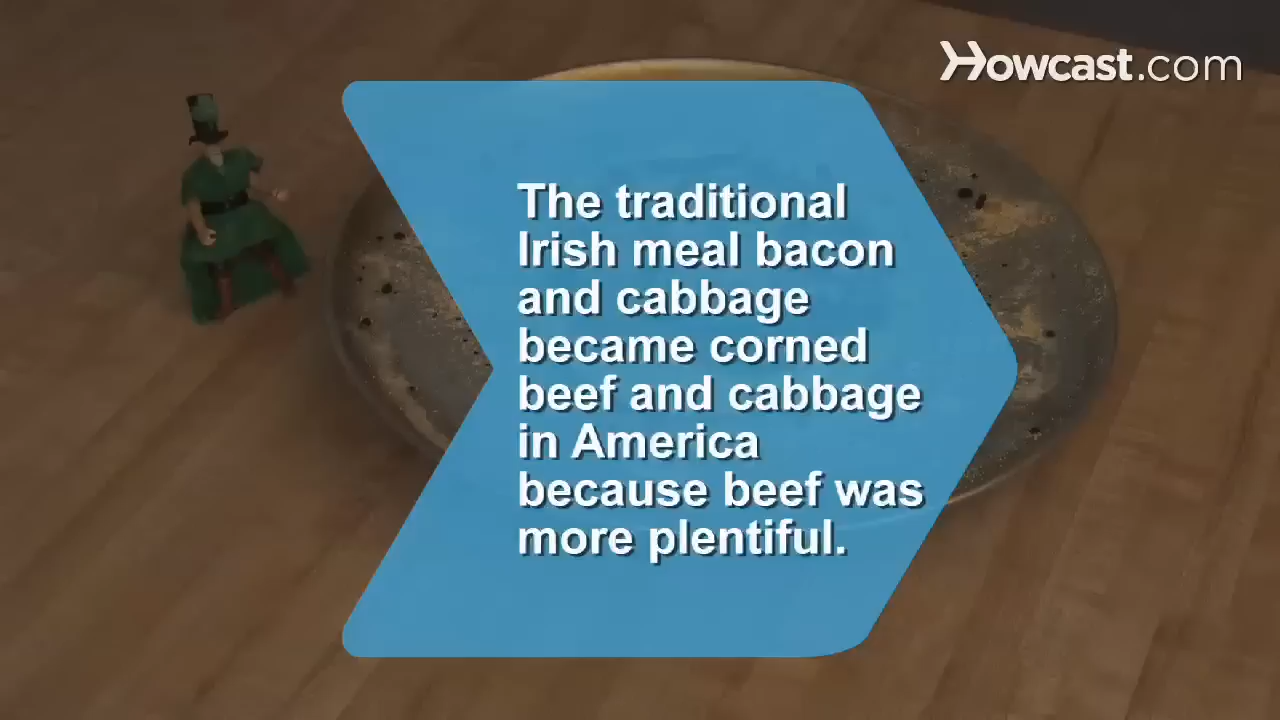 Howcast.com
The traditional
Irish meal bacon
and cabbage
became corned
beef and cabbage
in America
because beef was
more plentiful.